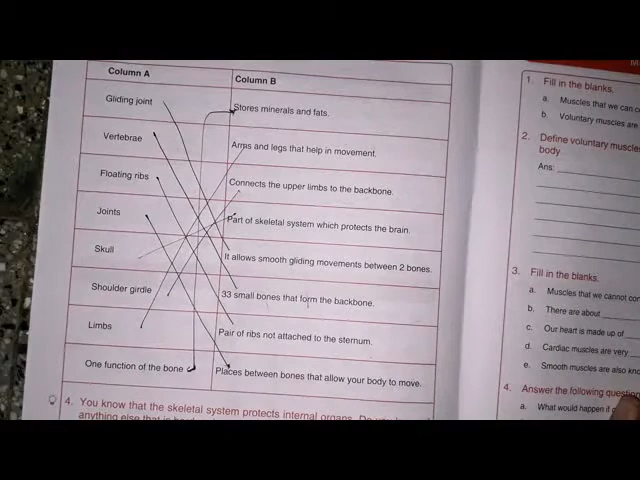 Column A
Column B
Gliding joint
Stores minerals and fats.
Vertebrae
Arms and legs that help in movement.
Floating ribs
Connects the upper limbs to the backbone.
Joints
Part of skeletal system which protects the brain.
Skull
It allows smooth gliding movements between 2 bones.
Shoulder girdle
33 small bones that form the backbone.
Limbs
Pair of ribs not attached to the sternum.
One function of the bone
Places between bones that allow your body to move.
4. You know that the skeletal system protects internal organs.
anything else that is
1. Fill in the blanks.
a. Muscles that we can
b. Voluntary muscles are
2. Define voluntary muscles
body
Ans:
3. Fill in the blanks.
a. Muscles that we cannot
b. There are about
c. Our heart is made up of
d. Cardiac muscles are very
e. Smooth muscles are also
4. Answer the following
a. What would happen if